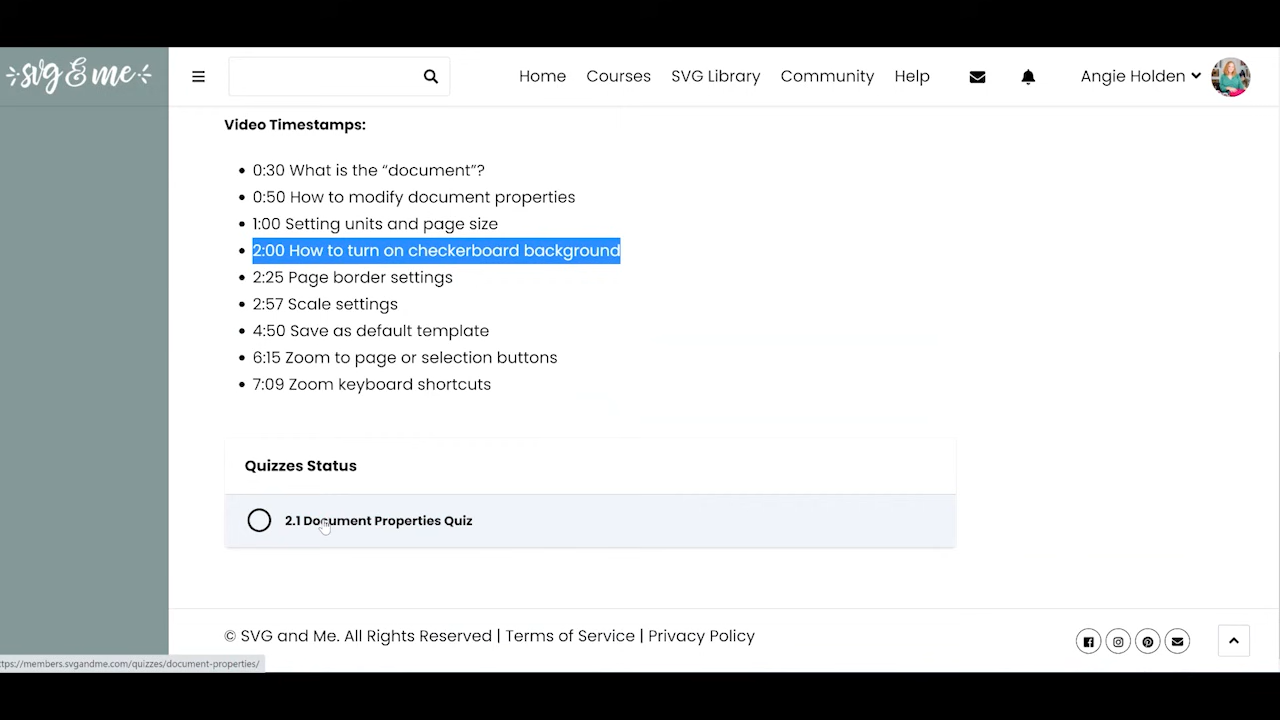 svg & me
Home Courses SVG Library Community Help Angie Holden
Video Timestamps:
• 0:30 What is the “document”?
• 0:50 How to modify document properties
• 1:00 Setting units and page size
• 2:00 How to turn on checkerboard background
• 2:25 Page border settings
• 2:57 Scale settings
• 4:50 Save as default template
• 6:15 Zoom to page or selection buttons
• 7:09 Zoom keyboard shortcuts
Quizzes Status
2.1 Document Properties Quiz
© SVG and Me. All Rights Reserved | Terms of Service | Privacy Policy
ttps://members.svgandme.com/quizzes/document-properties/